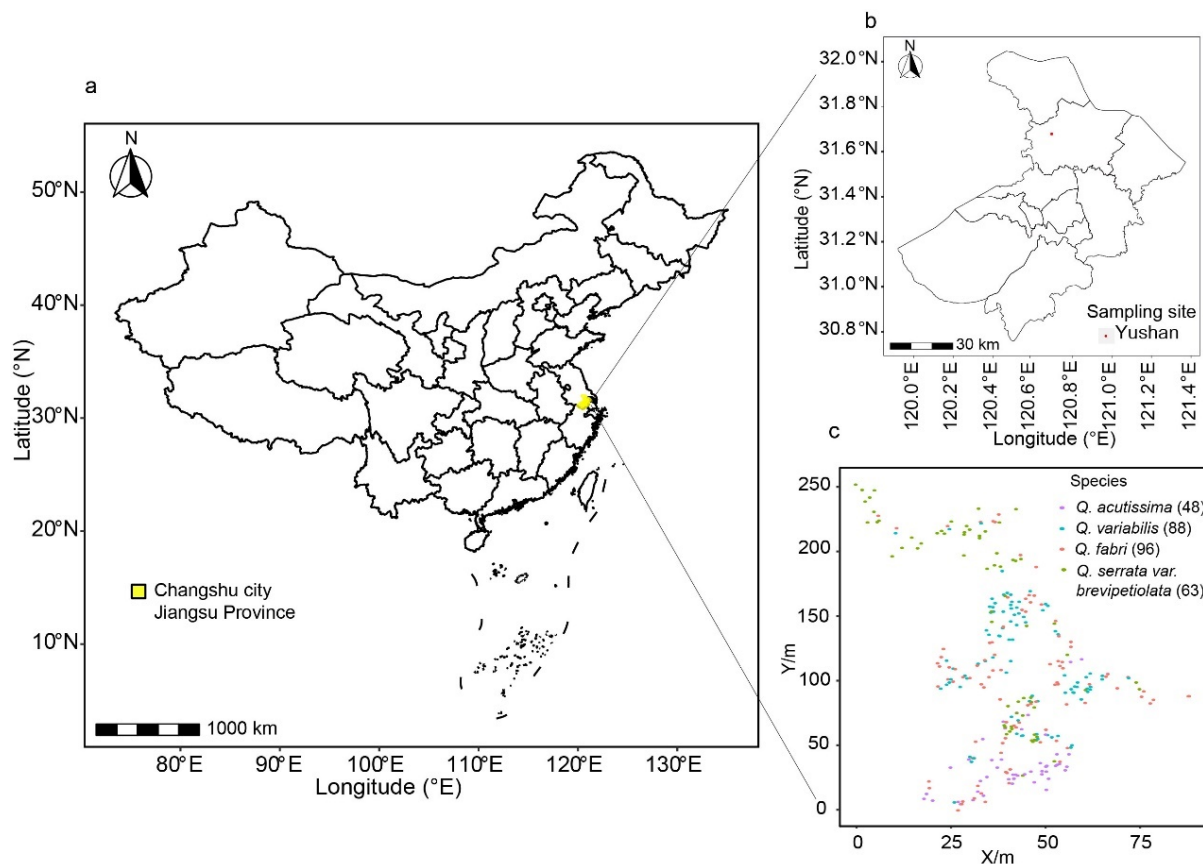 a
N
50°N
40°N
30°N
20°N
10°N
Latitude (°N)
Changshu city
Jiangsu Province
1000 km
80°E 90°E 100°E 110°E 120°E 130°E
Longitude (°E)
b
N
32.0°N
31.8°N
31.6°N
31.4°N
31.2°N
31.0°N
30.8°N
Latitude (°N)
Sampling site
Yushan
30 km
120.0°E 120.2°E 120.4°E 120.6°E 120.8°E 121.0°E 121.2°E 121.4°E
Longitude (°E)
c
Species
Q. acutissima (48)
Q. variabilis (88)
Q. fabri (96)
Q. serrata var.
brevipetiolata (63)
250
200
150
100
50
0
Y/m
0 25 50 75
X/m